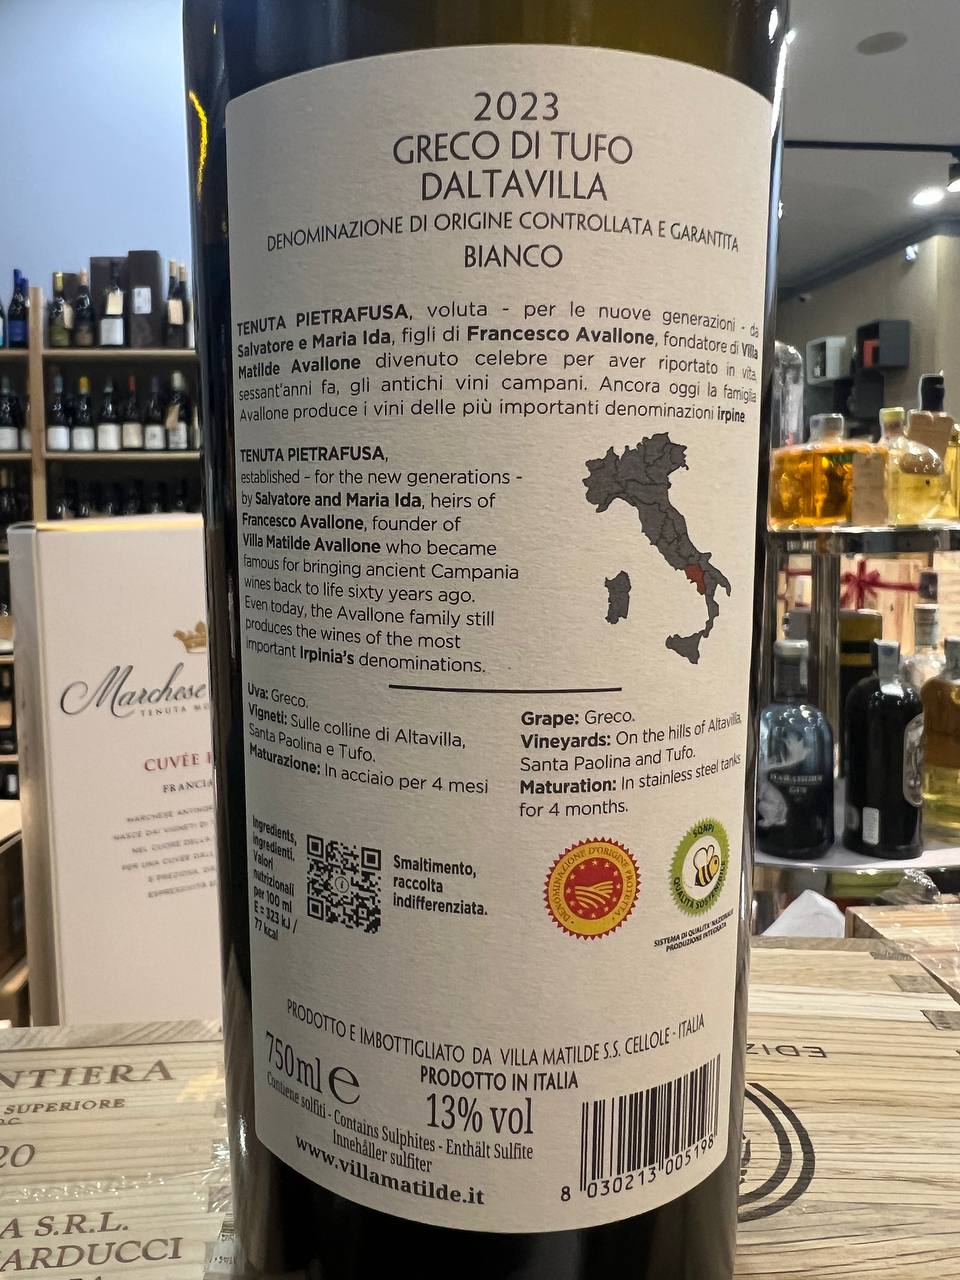 2023
GRECO DI TUFO
DALTAVILLA
DENOMINAZIONE DI ORIGINE CONTROLLATA E GARANTITA
BIANCO
TENUTA PIETRAFUSA, voluta - per le nuove generazioni - da
Salvatore e Maria Ida, figli di Francesco Avallone, fondatore di Villa
Matilde Avallone divenuto celebre per aver riportato in vita,
sessant'anni fa, gli antichi vini campani. Ancora oggi la famiglia
Avallone produce i vini delle più importanti denominazioni irpine
TENUTA PIETRAFUSA,
established - for the new generations -
by Salvatore and Maria Ida, heirs of
Francesco Avallone, founder of
Villa Matilde Avallone who became
famous for bringing ancient Campania
wines back to life sixty years ago.
Even today, the Avallone family still
produces the wines of the most
important Irpinia's denominations.
Uva: Greco.
Vigneti: Sulle colline di Altavilla,
Santa Paolina e Tufo.
Maturazione: In acciaio per 4 mesi
Grape: Greco.
Vineyards: On the hills of Altavilla,
Santa Paolina and Tufo.
Maturation: In stainless steel tanks
for 4 months.
Ingredients,
ingredienti,
Valori
nutrizionali
per 100 ml
E = 323 kJ /
77 kcal
Smaltimento,
raccolta
indifferenziata.
DENOMINAZIONE D'ORIGINE PROTETTA
SQNPI
QUALITÀ SOSTENIBILE
SISTEMA DI QUALITA' NAZIONALE
PRODUZIONE INTEGRATA
PRODOTTO E IMBOTTIGLIATO DA VILLA MATILDE S.S. CELLOLE - ITALIA
750ml e
PRODOTTO IN ITALIA
13% vol
Contiene solfiti - Contains Sulphites - Enthält Sulfite
Innehåller sulfiter
www.villamatilde.it
8 030213 005198
Marchese
TENUTA MO
CUVÉE
FRANCIA
NTIERA
SUPERIORE
20
A S.R.L.
ARDUCCI
EDIZ